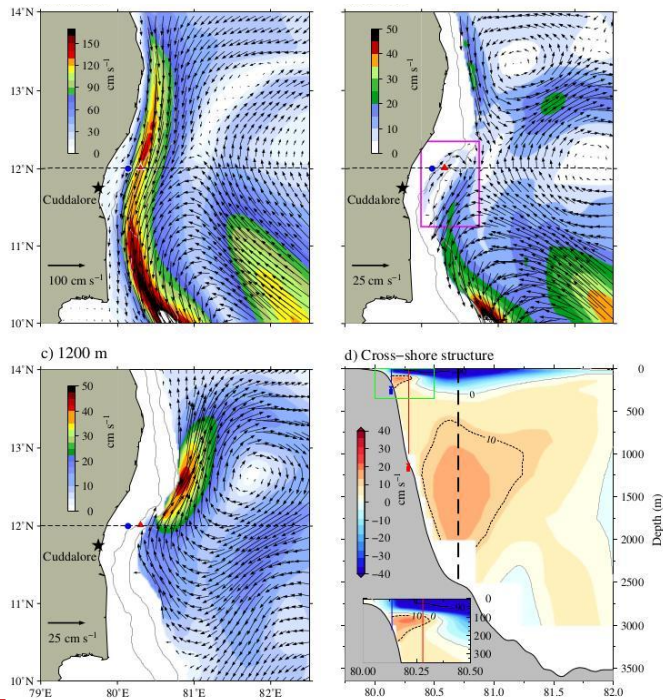 14°N
150
120
90
60
30
0
cm s⁻¹
13°N
12°N
Cuddalore
11°N
100 cm s⁻¹
10°N
50
40
30
20
10
0
cm s⁻¹
Cuddalore
25 cm s⁻¹
c) 1200 m
14°N
50
40
30
20
10
0
cm s⁻¹
13°N
12°N
Cuddalore
11°N
25 cm s⁻¹
10°N
79°E
80°E
81°E
82°E
d) Cross−shore structure
0
0
10
500
40
30
20
10
0
−10
−20
−30
−40
cm s⁻¹
1000
1500
2000
2500
3000
3500
Depth (m)
10
0
0
100
200
300
80.00
80.25
80.50
80.0
80.5
81.0
81.5
82.0